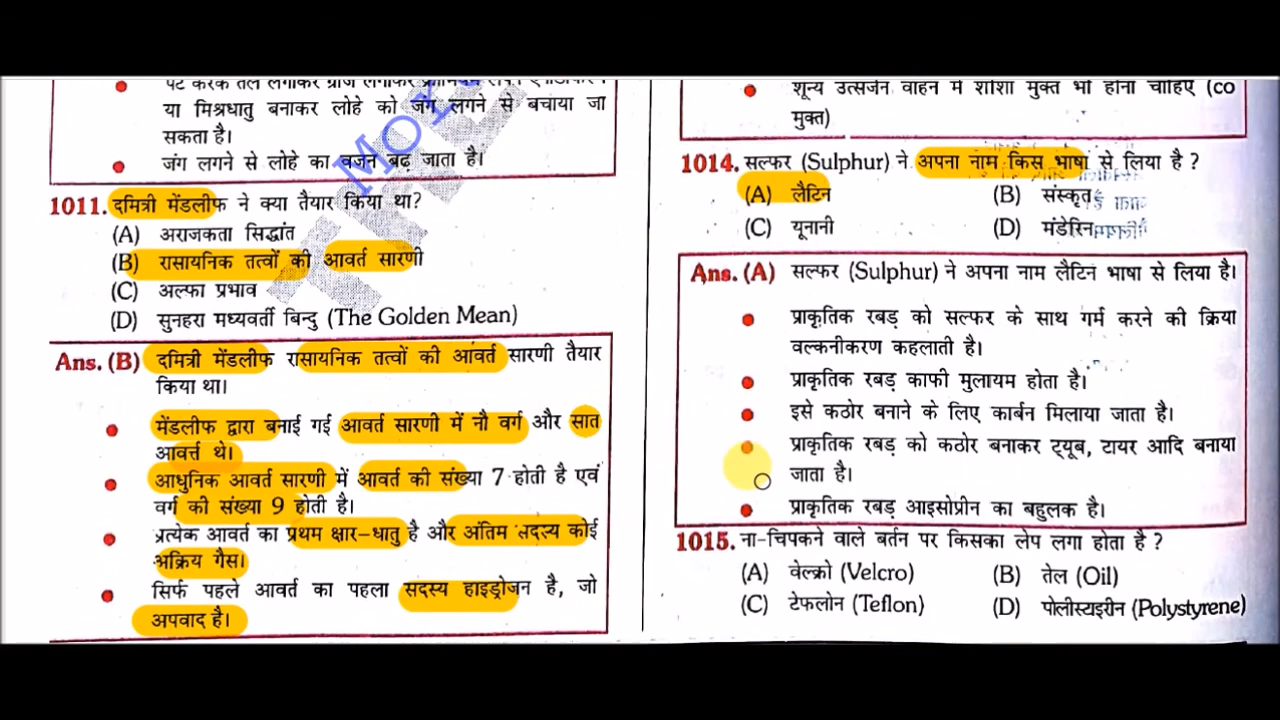 या मिश्रधातु बनाकर लोहे को जंग लगने से बचाया जा
सकता है।
जंग लगने से लोहे का वजन बढ़ जाता है।
1011. दमित्री मेंडलीफ ने क्या तैयार किया था?
(A) अराजकता सिद्धांत
(B) रासायनिक तत्वों की आवर्त सारणी
(C) अल्फा प्रभाव
(D) सुनहरा मध्यवर्ती बिन्दु (The Golden Mean)
Ans. (B) दमित्री मेंडलीफ रासायनिक तत्वों की आवर्त सारणी तैयार
किया था।
मेंडलीफ द्वारा बनाई गई आवर्त सारणी में नौ वर्ग और सात
आवर्त्त थे।
आधुनिक आवर्त सारणी में आवर्त की संख्या 7 होती है एवं
वर्ग की संख्या 9 होती है।
प्रत्येक आवर्त का प्रथम क्षार-धातु है और अंतिम सदस्य कोई
अक्रिय गैस।
सिर्फ पहले आवर्त का पहला सदस्य हाइड्रोजन है, जो
अपवाद है।
शून्य उत्सर्जन वाहन में शीशा मुक्त भी होना चाहिए (co
मुक्त)
1014. सल्फर (Sulphur) ने अपना नाम किस भाषा से लिया है ?
(A) लैटिन (B) संस्कृत
(C) यूनानी (D) मंडेरिन
Ans. (A) सल्फर (Sulphur) ने अपना नाम लैटिन भाषा से लिया है।
प्राकृतिक रबड़ को सल्फर के साथ गर्म करने की क्रिया
वल्कनीकरण कहलाती है।
प्राकृतिक रबड़ काफी मुलायम होता है।
इसे कठोर बनाने के लिए कार्बन मिलाया जाता है।
प्राकृतिक रबड़ को कठोर बनाकर ट्यूब, टायर आदि बनाया
जाता है।
प्राकृतिक रबड़ आइसोप्रीन का बहुलक है।
1015. ना-चिपकने वाले बर्तन पर किसका लेप लगा होता है ?
(A) वेल्क्रो (Velcro) (B) तेल (Oil)
(C) टेफलोन (Teflon) (D) पोलीस्टाइरीन (Polystyrene)